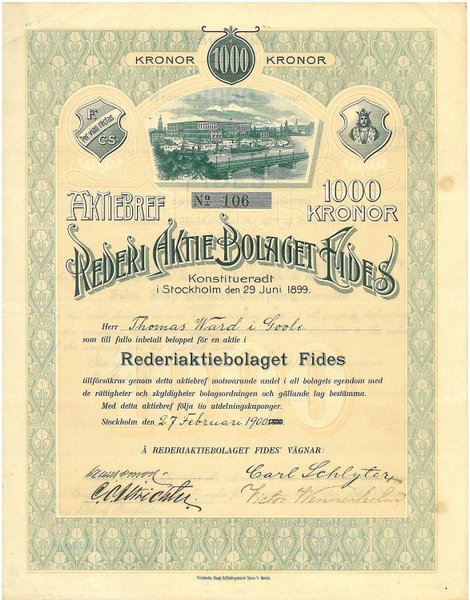 KRONOR 1000 KRONOR
AKTIEBREF No 106 1000 KRONOR
REDERI AKTIE BOLAGET FIDES
Konstitueradt
i Stockholm den 29 Juni 1899.
Herr Thomas Ward i Goole
som till fullo inbetalt beloppet för en aktie i
Rederiaktiebolaget Fides
tillförsäkras genom detta aktiebref motsvarande andel i all bolagets egendom med
de rättigheter och skyldigheter bolagsordningen och gällande lag bestämma.
Med detta aktiebref följa tio utdelningskuponger.
Stockholm den 27 Februari 1900
Å REDERIAKTIEBOLAGET FIDES' VÄGNAR:
Carl Schlyter
Victor Wennerholm